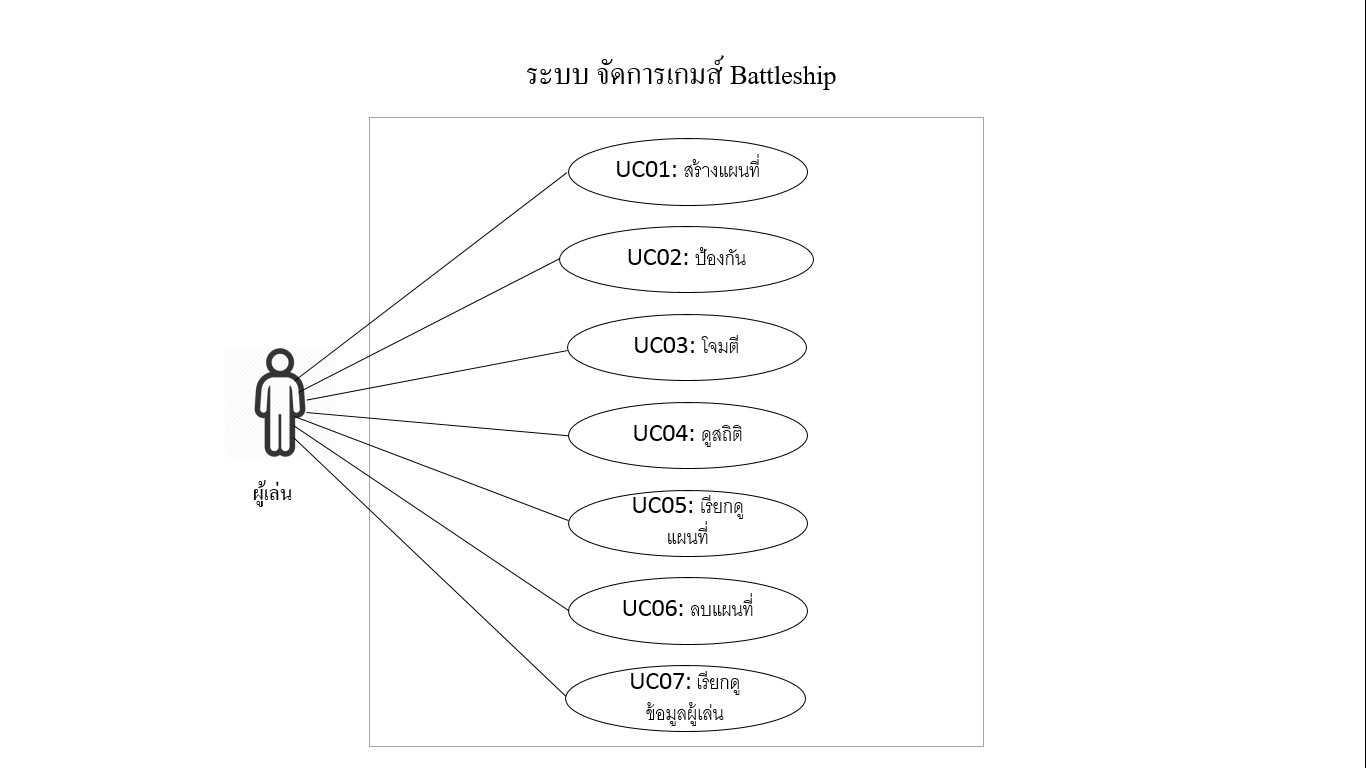 ระบบ จัดการเกมส์ Battleship
UC01: สร้างแผนที่
UC02: ป้องกัน
UC03: โจมตี
UC04: ดูสถิติ
ผู้เล่น
UC05: เรียกดู
แผนที่
UC06: ลบแผนที่
UC07: เรียกดู
ข้อมูลผู้เล่น